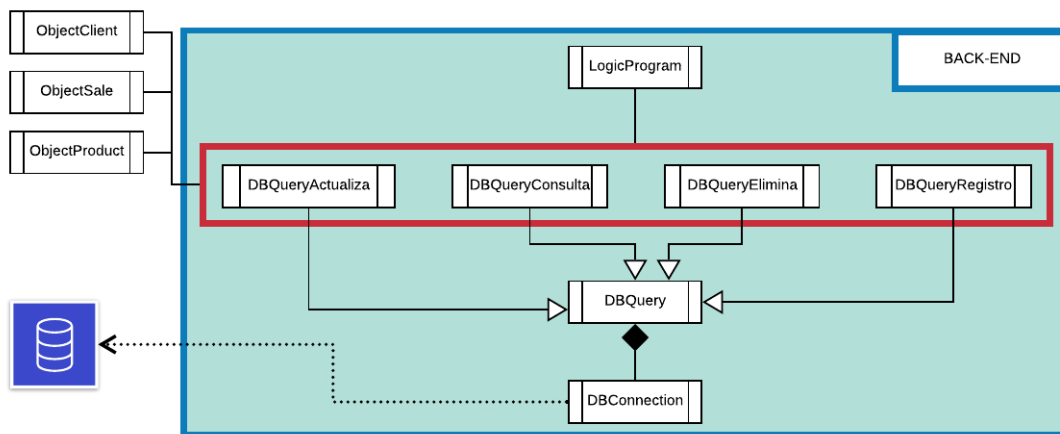 ObjectClient
BACK-END
LogicProgram
ObjectSale
ObjectProduct
DBQueryActualiza
DBQueryConsulta
DBQueryElimina
DBQueryRegistro
DBQuery
DBConnection